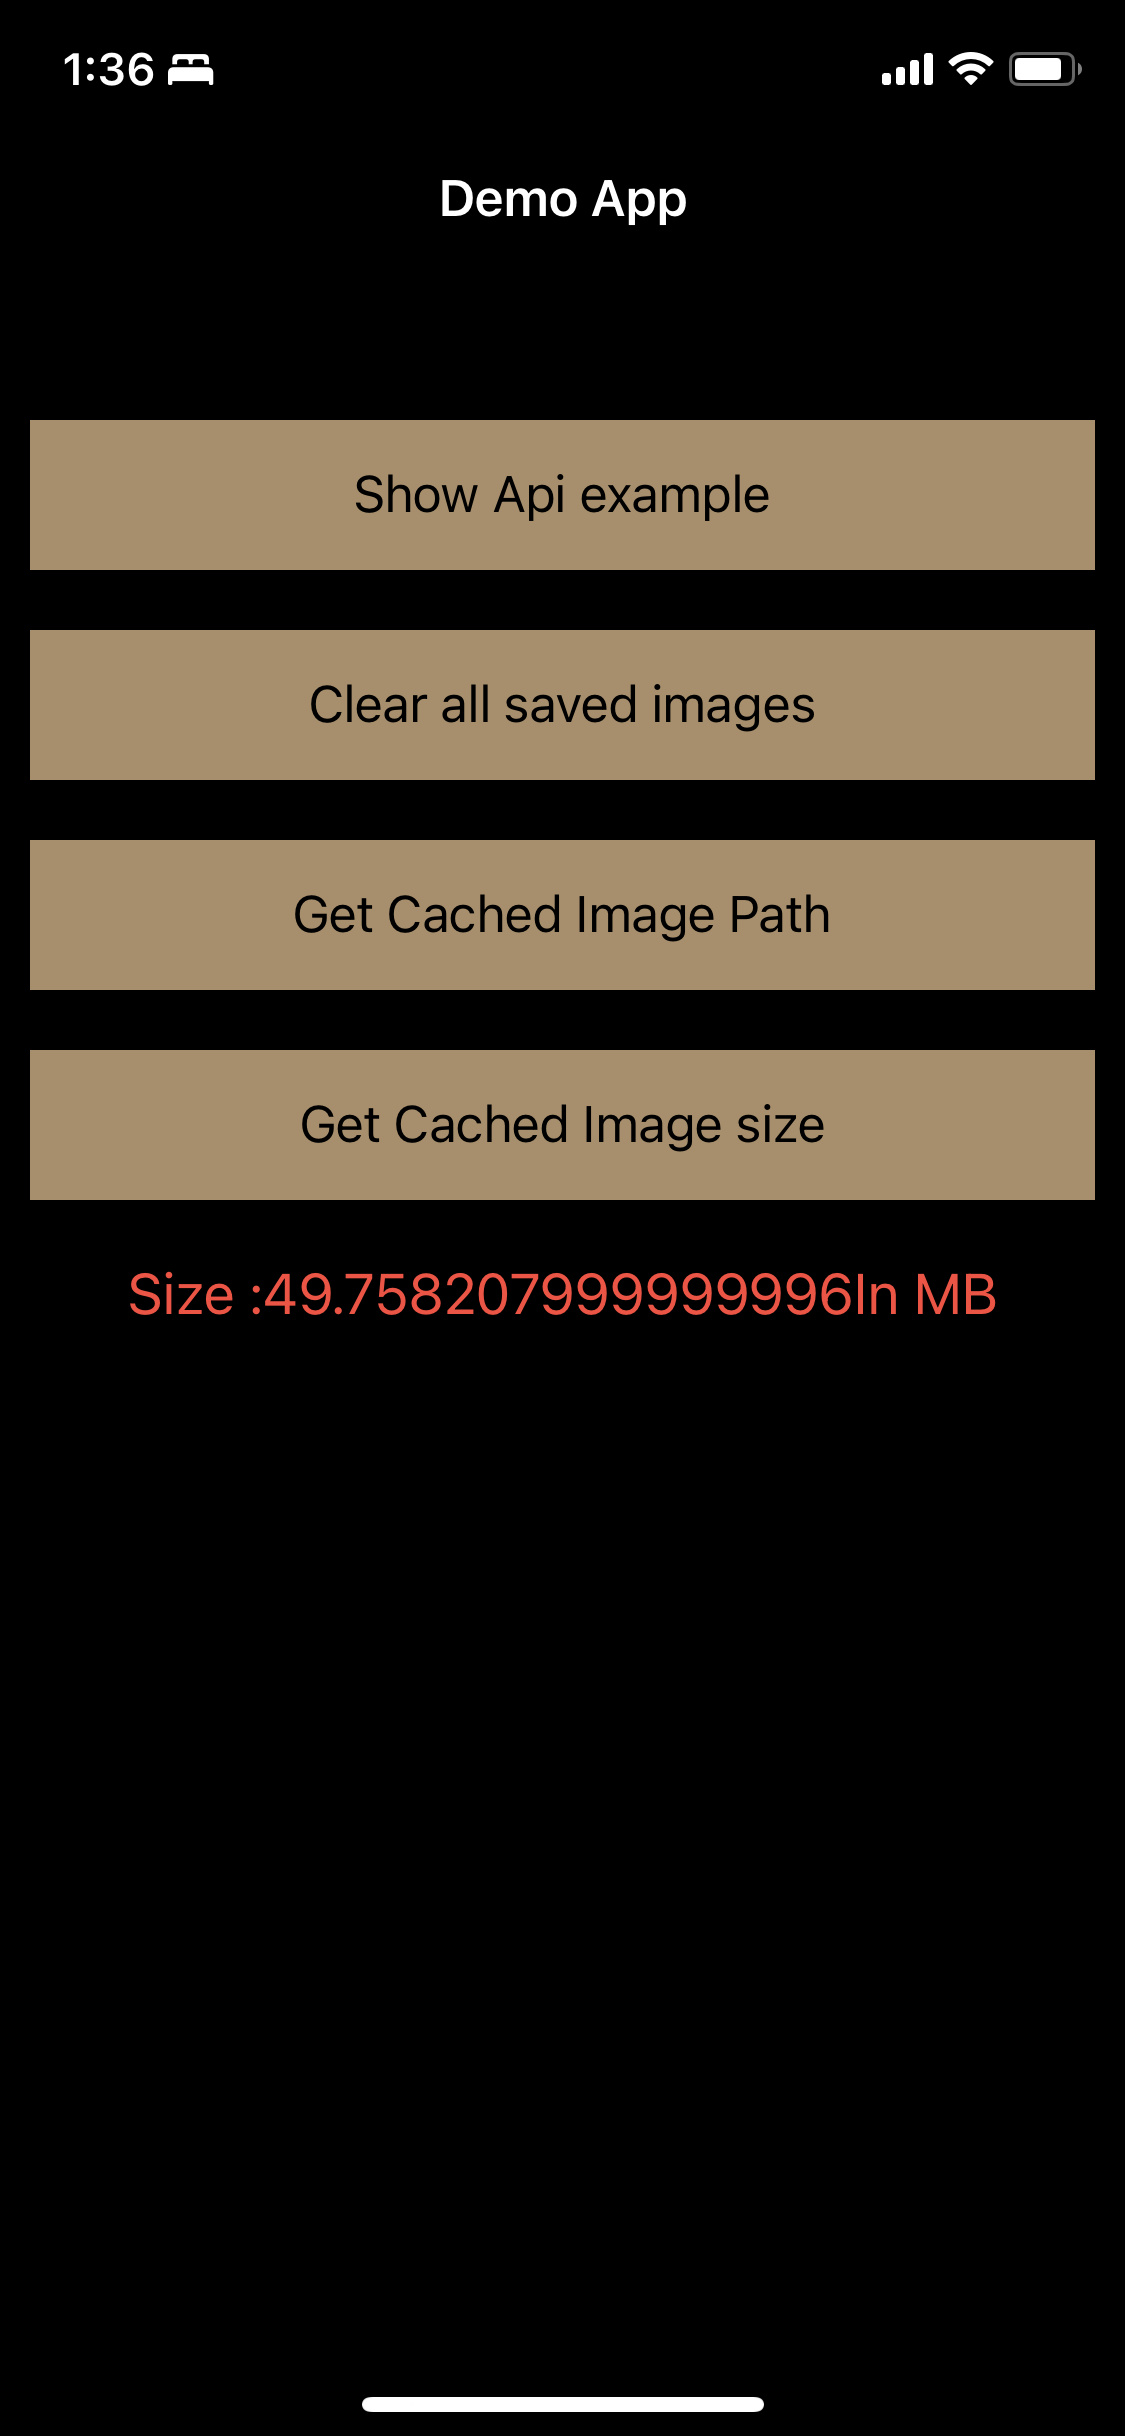 1:36
Demo App
Show Api example
Clear all saved images
Get Cached Image Path
Get Cached Image size
Size :49.758207999999996In MB